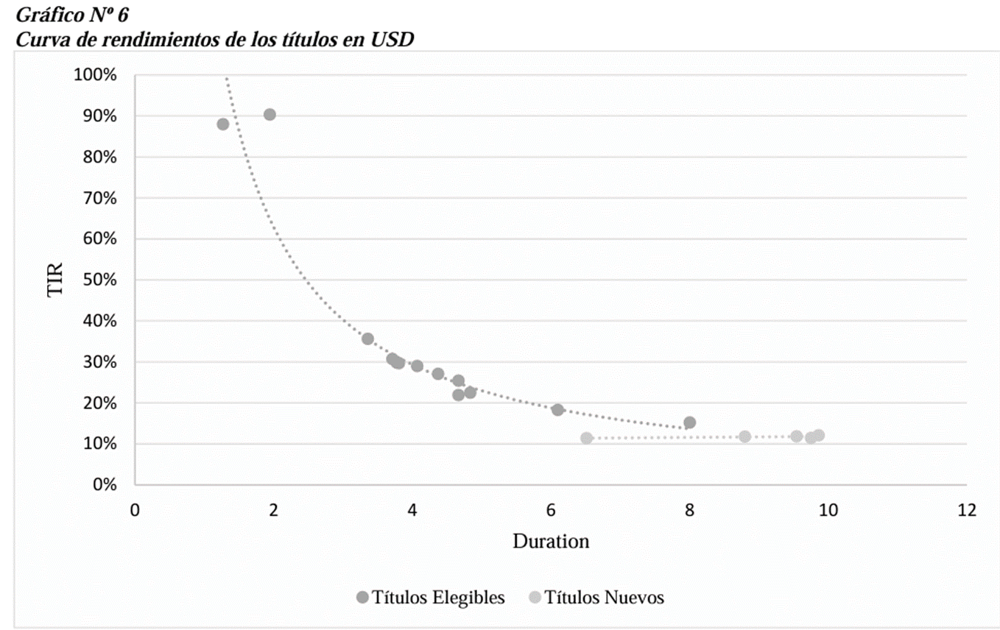 Gráfico Nº 6
Curva de rendimientos de los títulos en USD
100%
90%
80%
70%
60%
50%
40%
30%
20%
10%
0%
TIR
0 2 4 6 8 10 12
Duration
Títulos Elegibles Títulos Nuevos